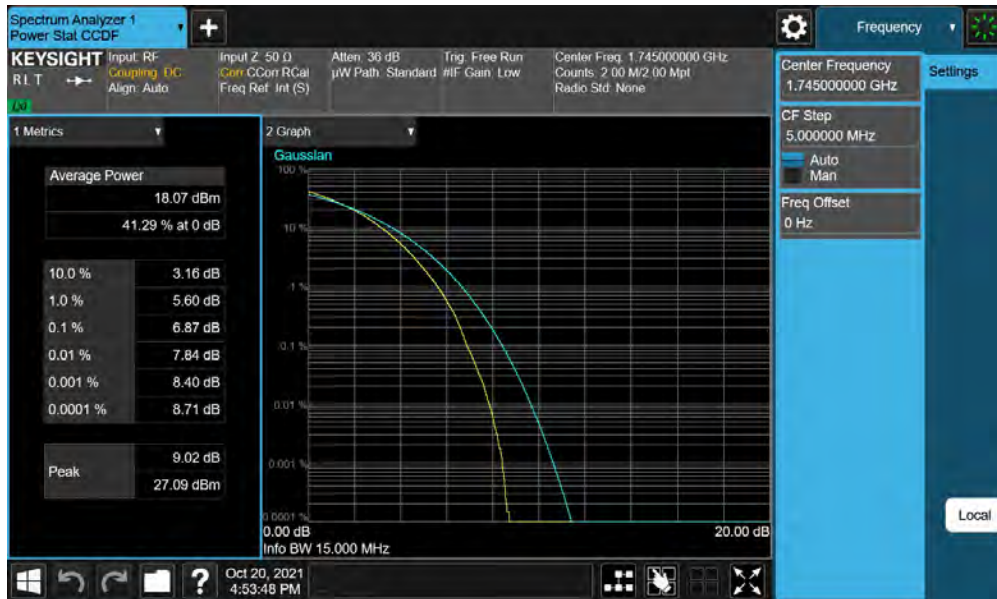 Spectrum Analyzer 1
Power Stat CCDF
Frequency
KEYSIGHT
RLT
Input: RF
Coupling: DC
Align: Auto
Input Z: 50 Ω
Corr CCorr RCal
Freq Ref: Int (S)
Atten: 36 dB
µW Path: Standard
Trig: Free Run
#IF Gain: Low
Center Freq: 1.745000000 GHz
Counts: 2.00 M/2.00 Mpt
Radio Std: None
Center Frequency
1.745000000 GHz
Settings
CF Step
5.000000 MHz
Auto
Man
Freq Offset
0 Hz
1 Metrics
Average Power
18.07 dBm
41.29 % at 0 dB
10.0 % 3.16 dB
1.0 % 5.60 dB
0.1 % 6.87 dB
0.01 % 7.84 dB
0.001 % 8.40 dB
0.0001 % 8.71 dB
Peak
9.02 dB
27.09 dBm
2 Graph
Gaussian
100 %
10 %
1 %
0.1 %
0.01 %
0.001 %
0.0001 %
0.00 dB 20.00 dB
Info BW 15.000 MHz
Local
?
Oct 20, 2021
4:53:48 PM